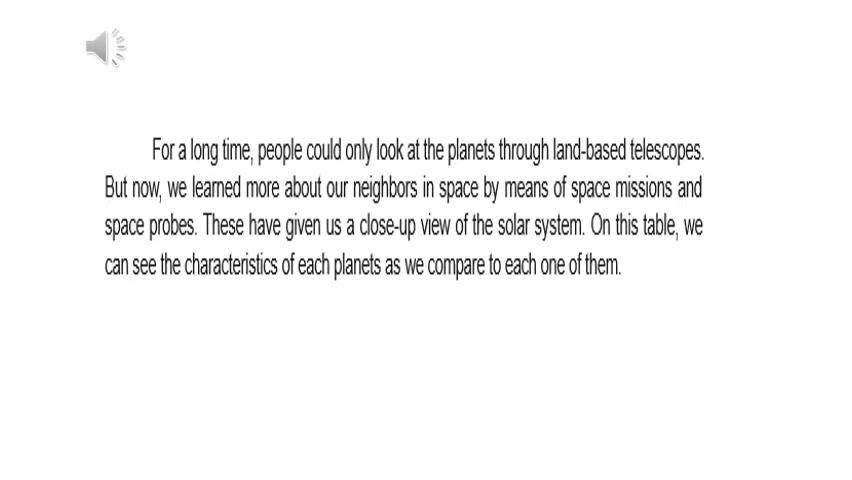 For a long time, people could only look at the planets through land-based telescopes.
But now, we learned more about our neighbors in space by means of space missions and
space probes. These have given us a close-up view of the solar system. On this table, we
can see the characteristics of each planets as we compare to each one of them.